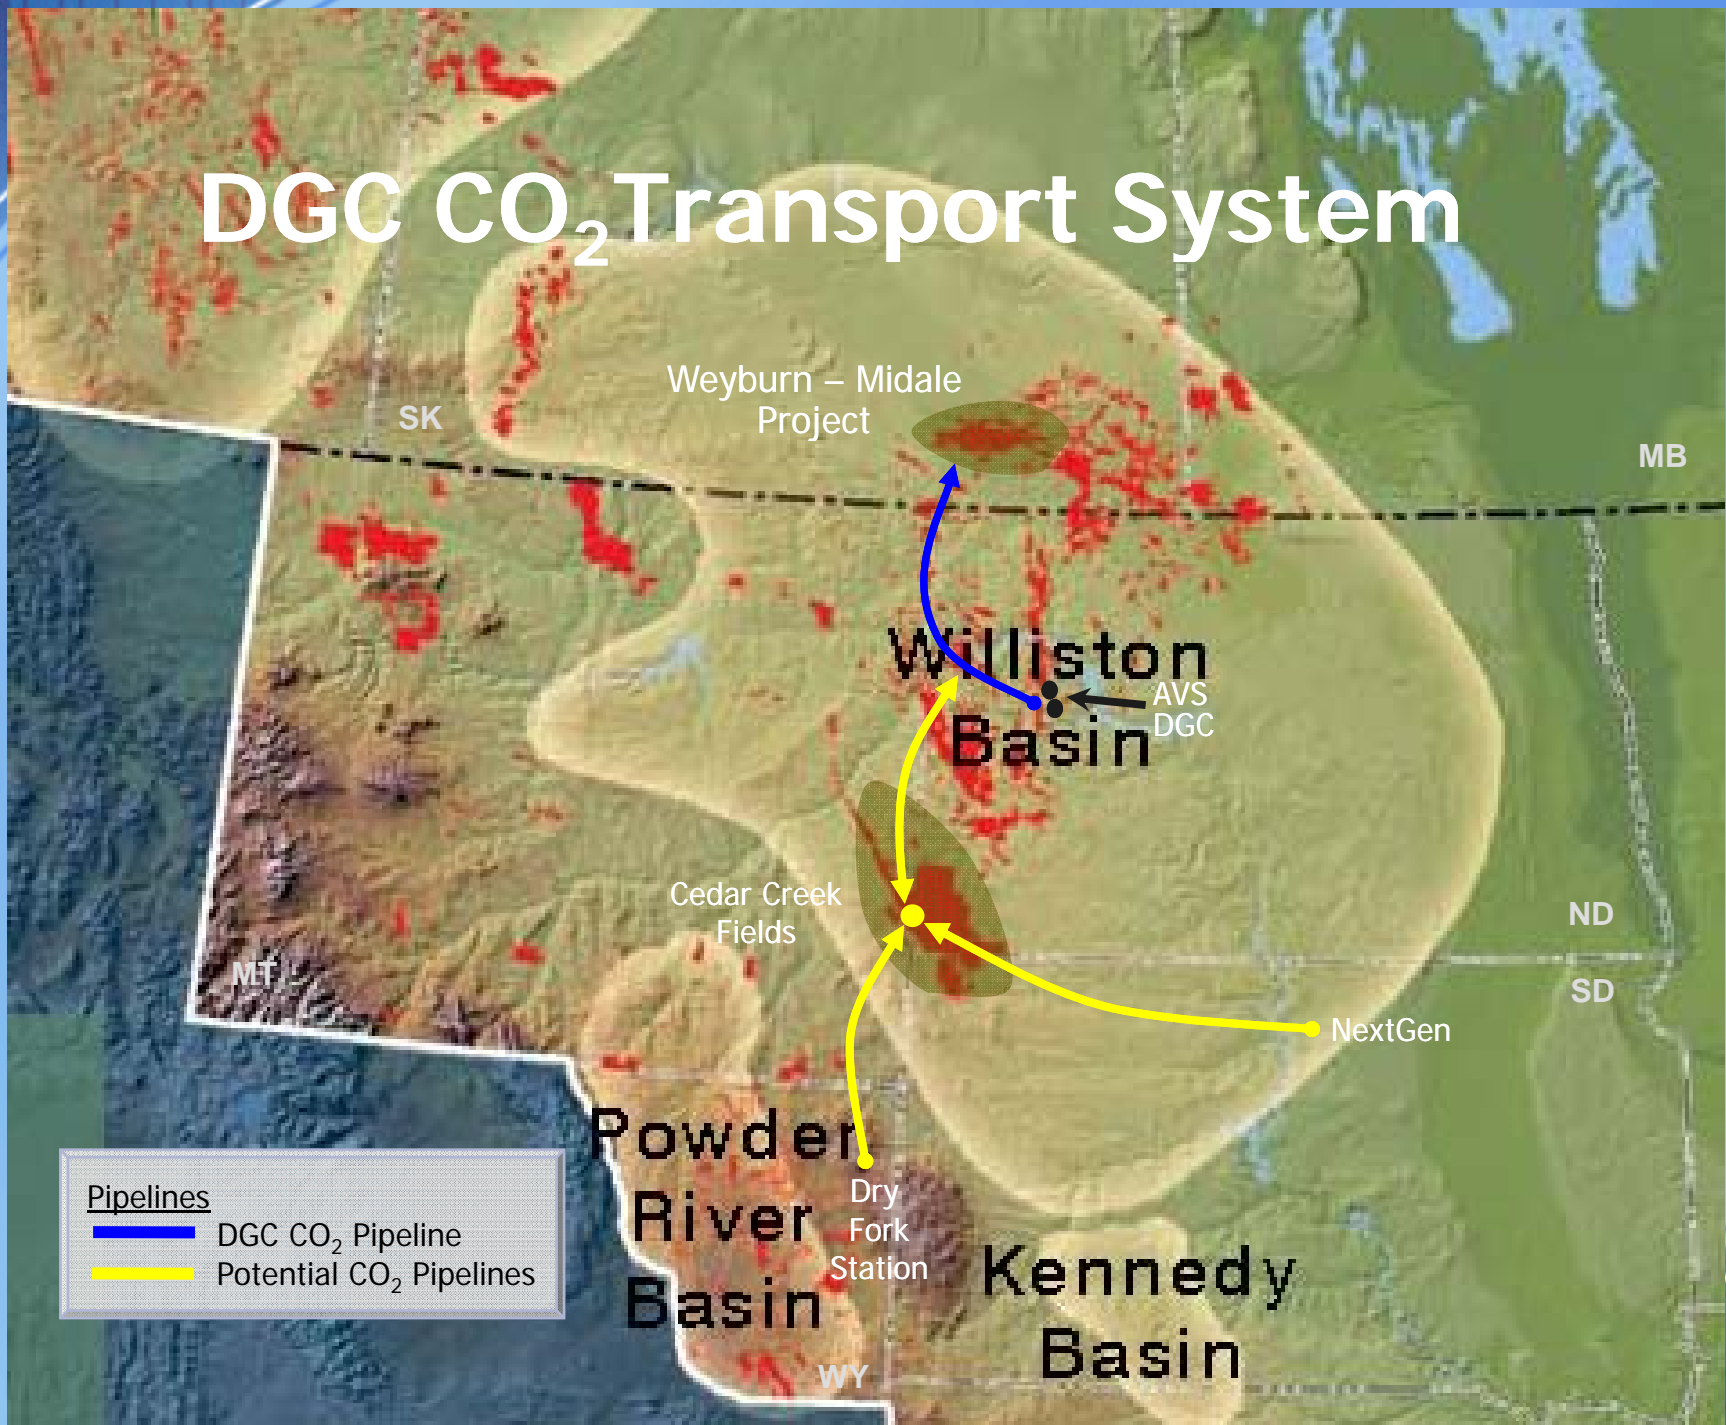 DGC CO2 Transport System
Weyburn – Midale
Project
SK
MB
Williston
Basin
AVS
DGC
Cedar Creek
Fields
ND
SD
MT
NextGen
Powder
River
Basin
Dry
Fork
Station
Kennedy
Basin
WY
Pipelines
DGC CO2 Pipeline
Potential CO2 Pipelines